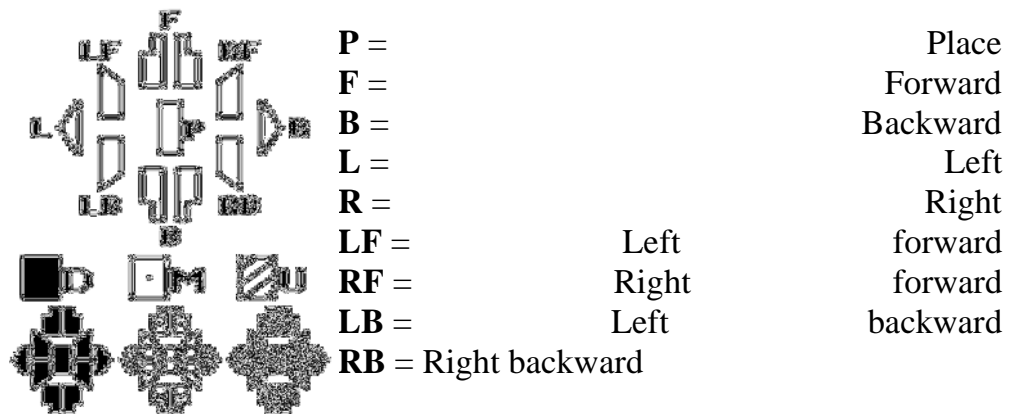 F
LF RF
P = Place
F = Forward
B = Backward
L P R
L = Left
R = Right
LB RB
B
LF = Left forward
RF = Right forward
D M U
LB = Left backward
RB = Right backward